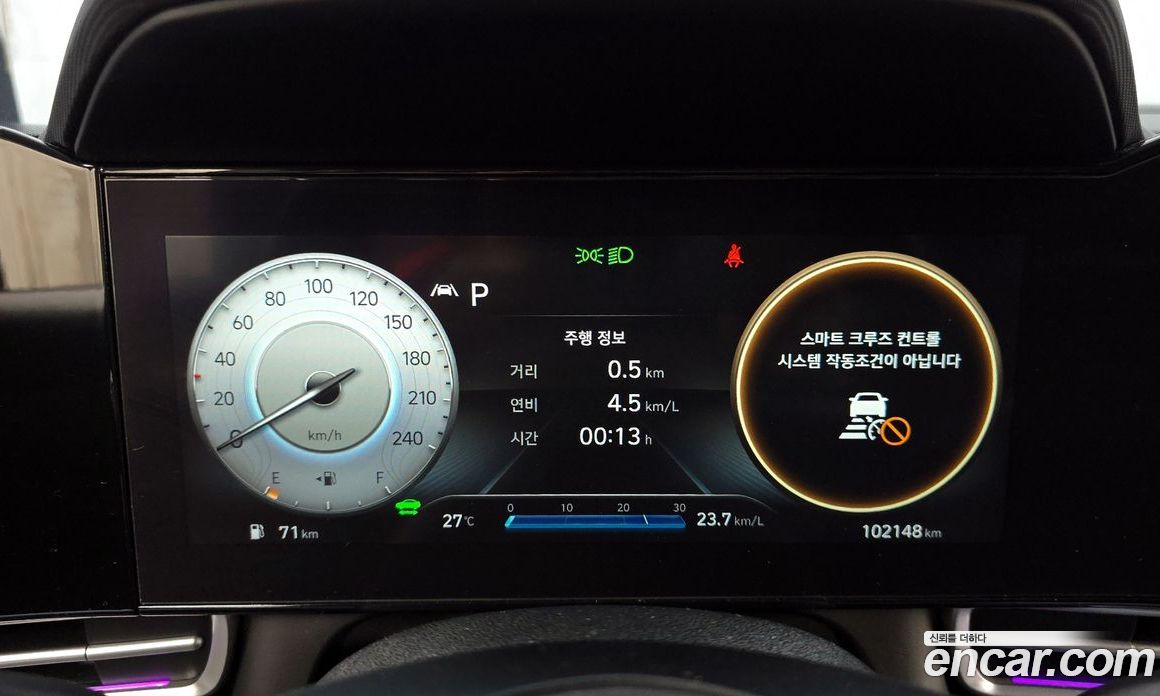 0
20
40
60
80
100
120
150
180
210
240
km/h
E
F
71 km
P
주행 정보
거리 0.5 km
연비 4.5 km/L
시간 00:13 h
27℃
0 10 20 30
23.7 km/L
스마트 크루즈 컨트롤
시스템 작동조건이 아닙니다
102148 km
신뢰를 더하다
encar.com